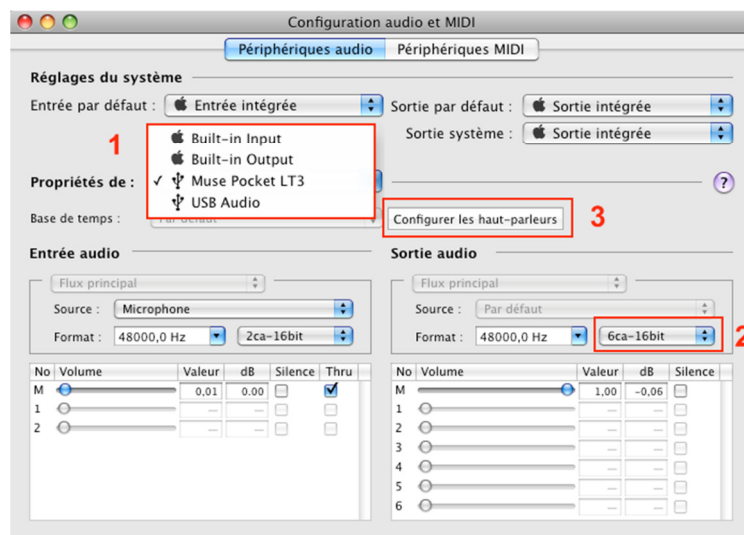 Configuration audio et MIDI
Périphériques audio Périphériques MIDI
Réglages du système
Entrée par défaut : Entrée intégrée Sortie par défaut : Sortie intégrée
Sortie système : Sortie intégrée
1
Built-in Input
Built-in Output
Propriétés de : ✓ Muse Pocket LT3 ?
USB Audio
Base de temps : Par défaut Configurer les haut-parleurs 3
Entrée audio Sortie audio
Flux principal Flux principal
Source : Microphone Source : Par défaut
Format : 48000,0 Hz 2ca-16bit Format : 48000,0 Hz 6ca-16bit 2
No Volume Valeur dB Silence Thru No Volume Valeur dB Silence
M 0,01 0.00 M 1,00 -0,06
1 — — 1 — —
2 — — 2 — —
3 — —
4 — —
5 — —
6 — —